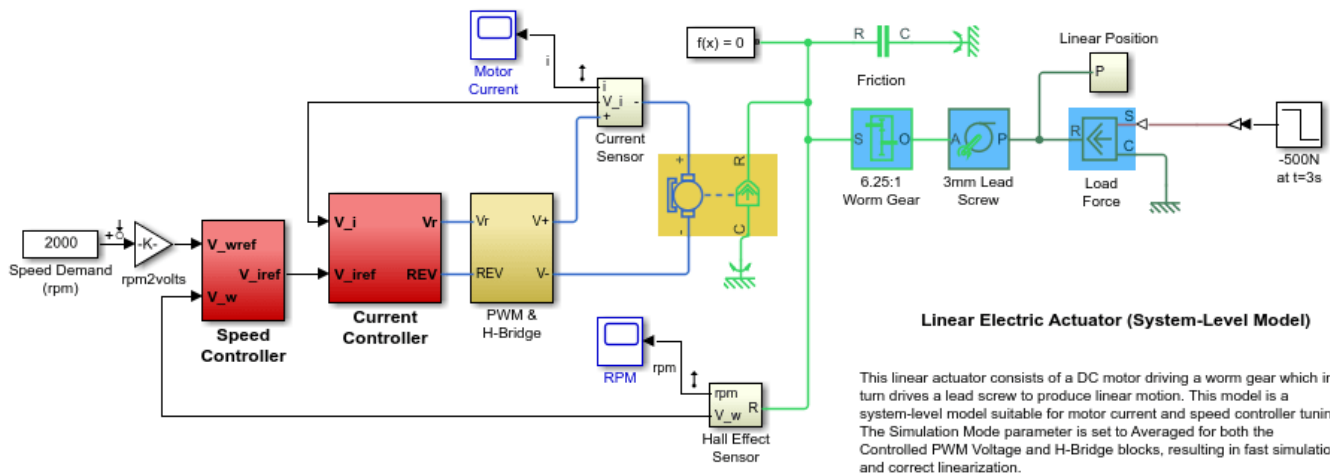 f(x) = 0
R
C
Friction
Linear Position
P
Motor
Current
i
i
V_i
-
+
Current
Sensor
+
-
R
C
S
O
6.25:1
Worm Gear
A
P
3mm Lead
Screw
R
S
C
Load
Force
-500N
at t=3s
2000
Speed Demand
(rpm)
+
-K-
rpm2volts
V_wref
V_iref
V_w
Speed
Controller
V_i
Vr
V_iref
REV
Current
Controller
Vr
V+
REV
V-
PWM &
H-Bridge
RPM
rpm
rpm
V_w
R
Hall Effect
Sensor
Linear Electric Actuator (System-Level Model)
This linear actuator consists of a DC motor driving a worm gear which in
turn drives a lead screw to produce linear motion. This model is a
system-level model suitable for motor current and speed controller tunin
The Simulation Mode parameter is set to Averaged for both the
Controlled PWM Voltage and H-Bridge blocks, resulting in fast simulatio
and correct linearization.